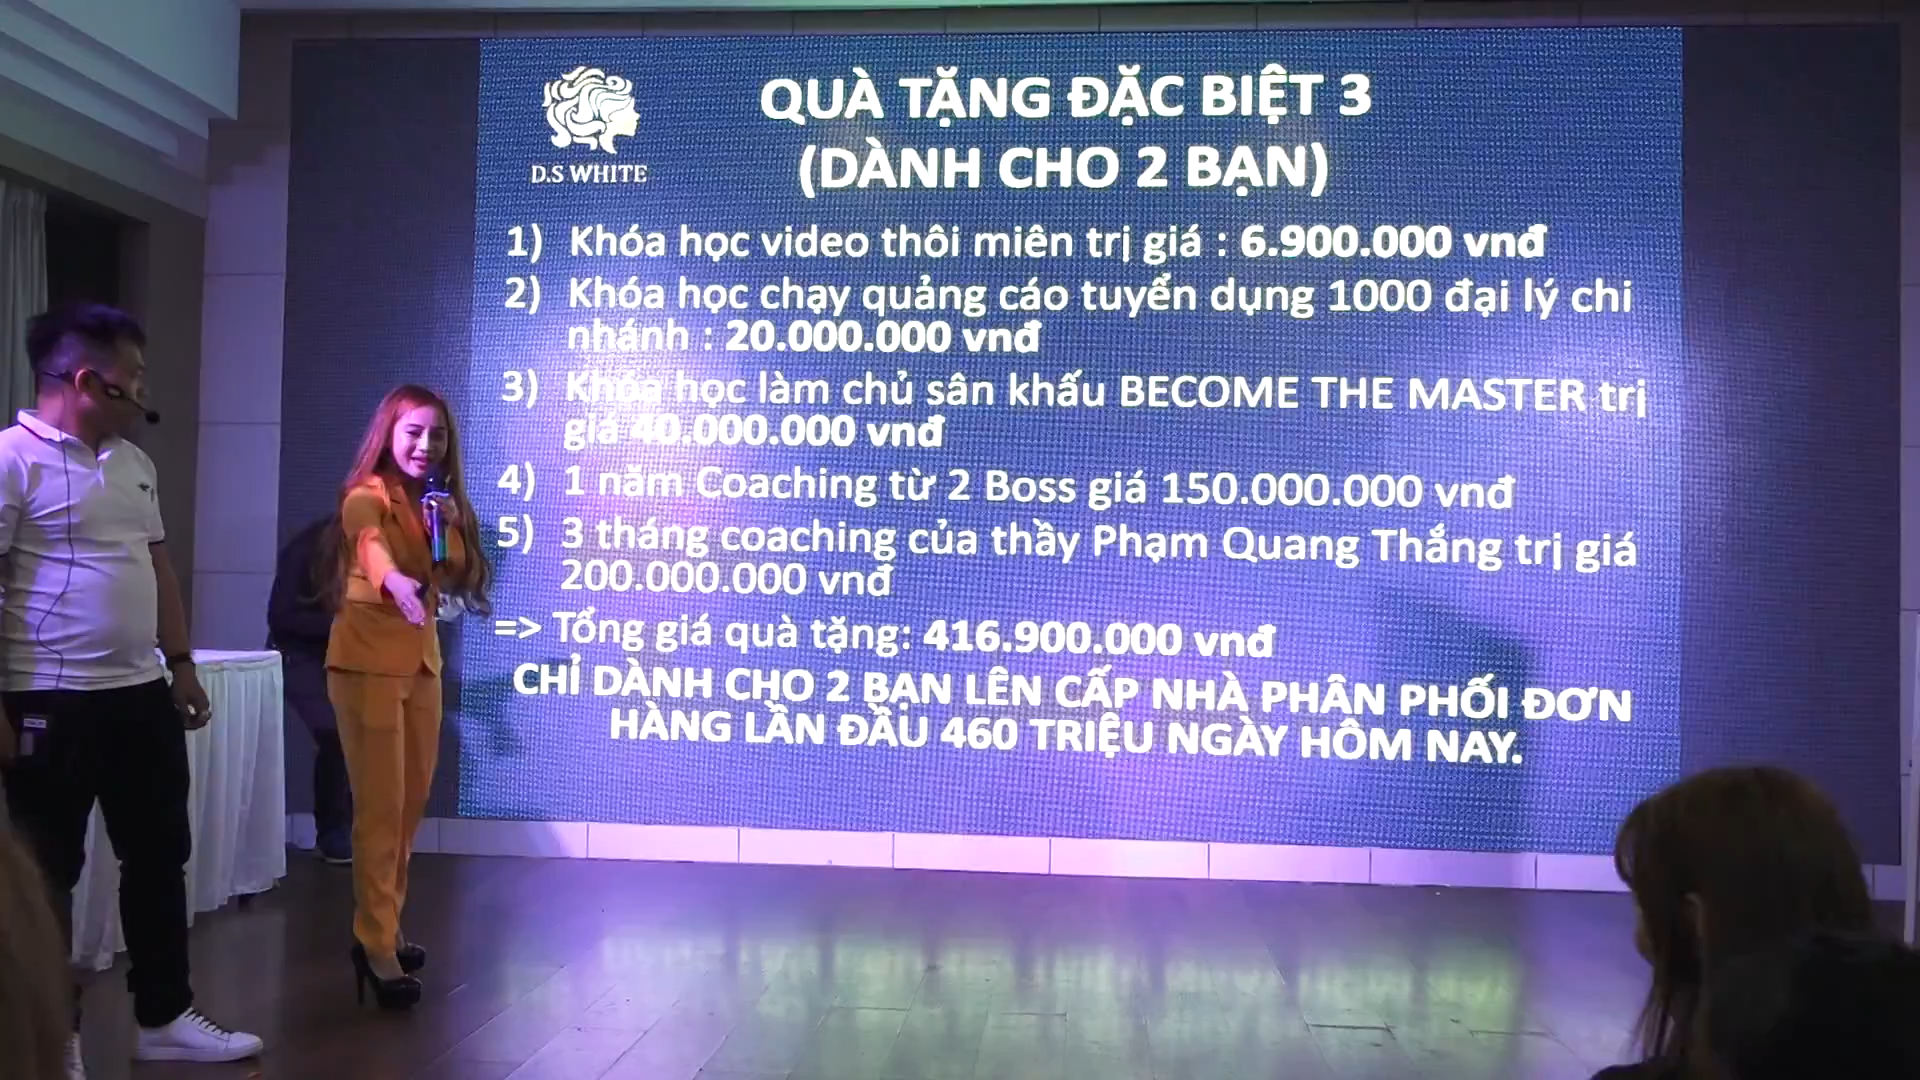 D.S WHITE
QUÀ TẶNG ĐẶC BIỆT 3
(DÀNH CHO 2 BẠN)
1) Khóa học video thôi miên trị giá : 6.900.000 vnđ
2) Khóa học chạy quảng cáo tuyển dụng 1000 đại lý chi
nhánh : 20.000.000 vnđ
3) Khóa học làm chủ sân khấu BECOME THE MASTER trị
giá 40.000.000 vnđ
4) 1 năm Coaching từ 2 Boss giá 150.000.000 vnđ
5) 3 tháng coaching của thầy Phạm Quang Thắng trị giá
200.000.000 vnđ
=> Tổng giá quà tặng: 416.900.000 vnđ
CHỈ DÀNH CHO 2 BẠN LÊN CẤP NHÀ PHÂN PHỐI ĐƠN
HÀNG LẦN ĐẦU 460 TRIỆU NGÀY HÔM NAY.